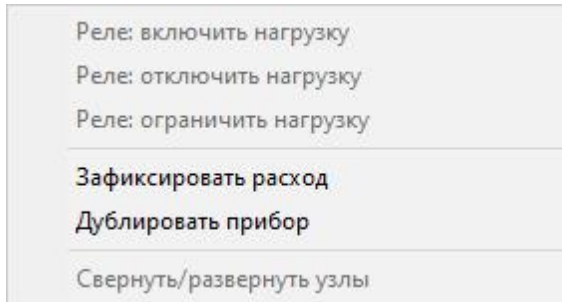 Реле: включить нагрузку
Реле: отключить нагрузку
Реле: ограничить нагрузку
Зафиксировать расход
Дублировать прибор
Свернуть/развернуть узлы